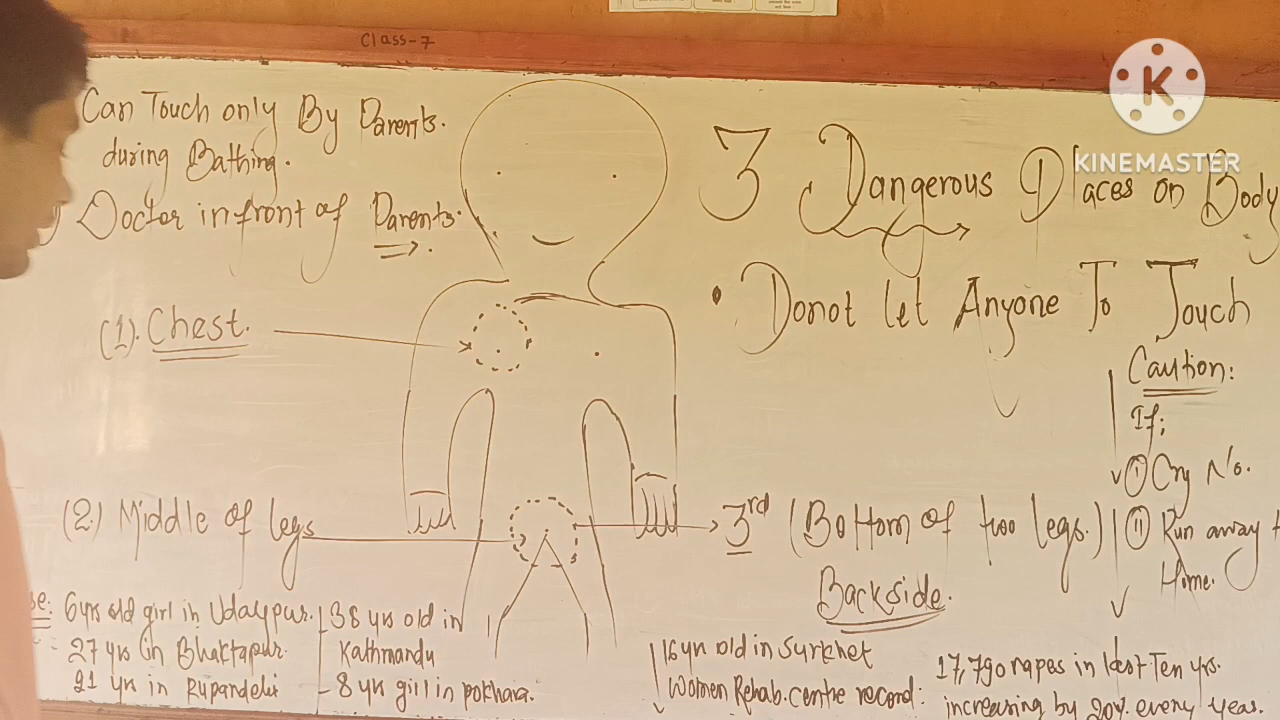 Class-7
K
KINEMASTER
Can Touch only By Parents.
during Bathing.
Doctor infront of Parents.
3 Dangerous Places on Body
• Donot let Anyone To Touch
(1). Chest.
Caution:
If;
(i) Cry No.
(ii) Run away
Home.
(2.) Middle of legs
3rd (Bottom of two legs.)
Backside.
se: 6yrs old girl in Udaypur.
27 yrs in Bhaktapur.
21 yrs in Rupandehi
- 38 yrs old in
Kathmandu
- 8 yrs girl in pokhara.
16yrs old in Surkhet
Women Rehab. centre record:
17,790 rapes in last Ten yrs.
increasing by 20%. every year.